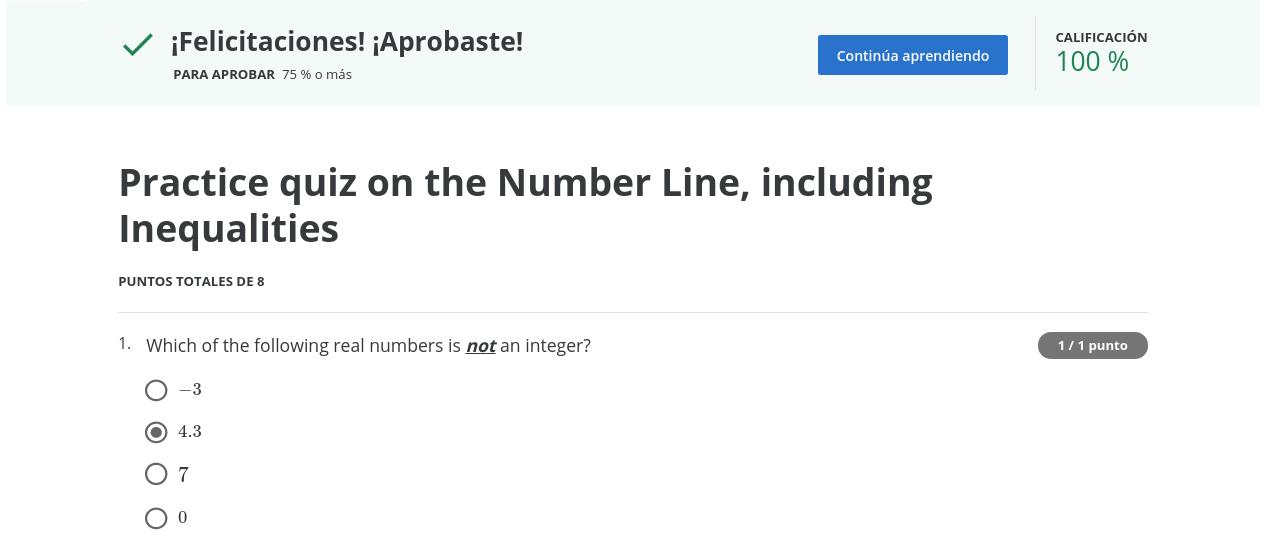 ¡Felicitaciones! ¡Aprobaste!
PARA APROBAR 75 % o más
Continúa aprendiendo
CALIFICACIÓN
100 %
Practice quiz on the Number Line, including
Inequalities
PUNTOS TOTALES DE 8
1. Which of the following real numbers is not an integer?
1 / 1 punto
−3
4.3
7
0